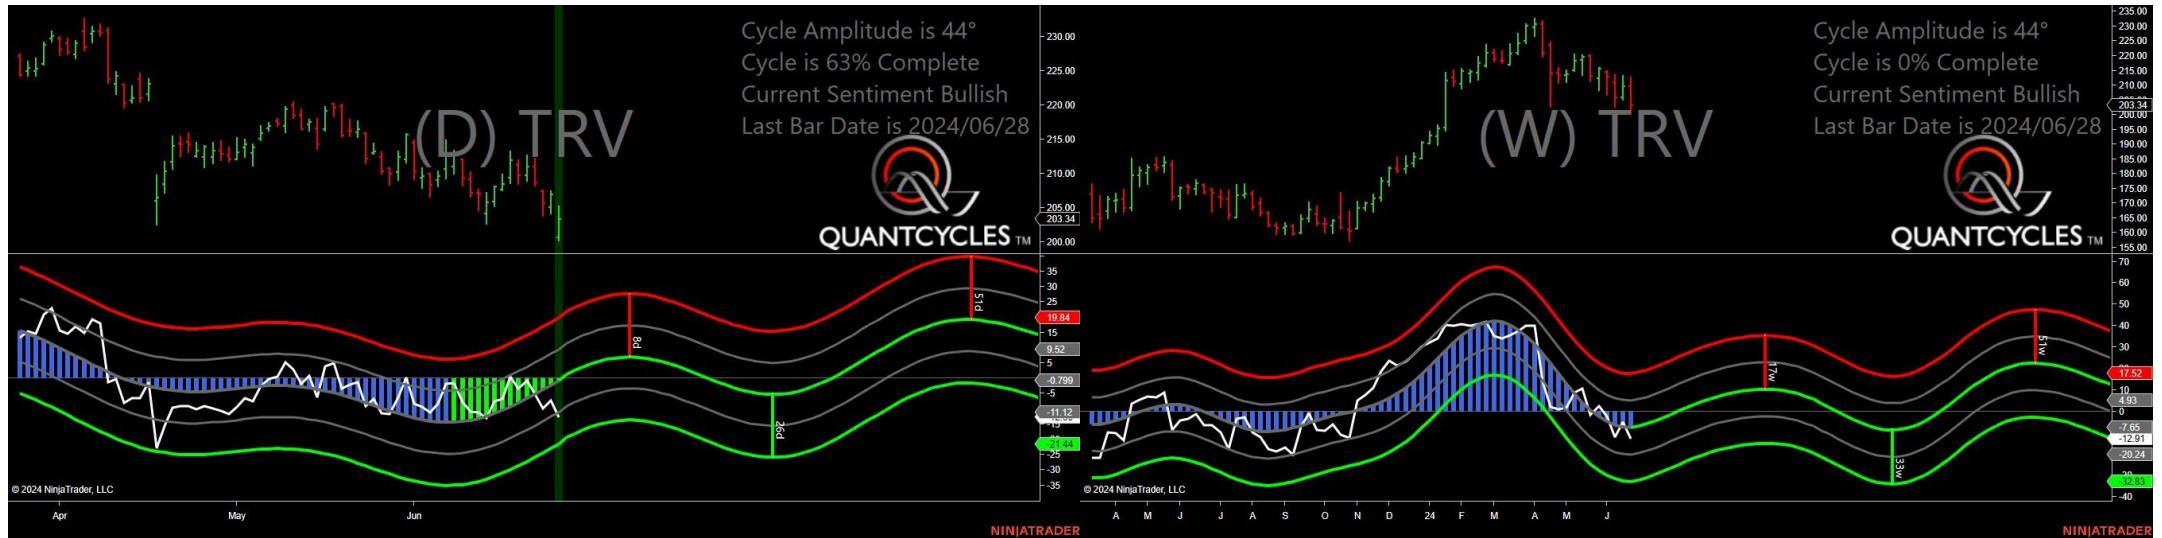 Cycle Amplitude is 44°
Cycle is 63% Complete
Current Sentiment Bullish
Last Bar Date is 2024/06/28
(D) TRV
QUANTCYCLES TM
230.00
225.00
220.00
215.00
210.00
205.00
203.34
200.00
35
30
25
19.84
15
9.52
5
-0.799
-5
-11.12
-21.44
-25
-30
-35
8d
26d
51d
© 2024 NinjaTrader, LLC
Apr May Jun
NINJATRADER
Cycle Amplitude is 44°
Cycle is 0% Complete
Current Sentiment Bullish
Last Bar Date is 2024/06/28
(W) TRV
QUANTCYCLES TM
235.00
230.00
225.00
220.00
215.00
210.00
203.34
200.00
195.00
190.00
185.00
180.00
175.00
170.00
165.00
160.00
155.00
70
60
50
40
30
17.52
10
4.93
0
-7.65
-12.91
-20.24
-32.83
-40
17w
33w
51w
© 2024 NinjaTrader, LLC
A M J J A S O N D 24 F M A M J
NINJATRADER